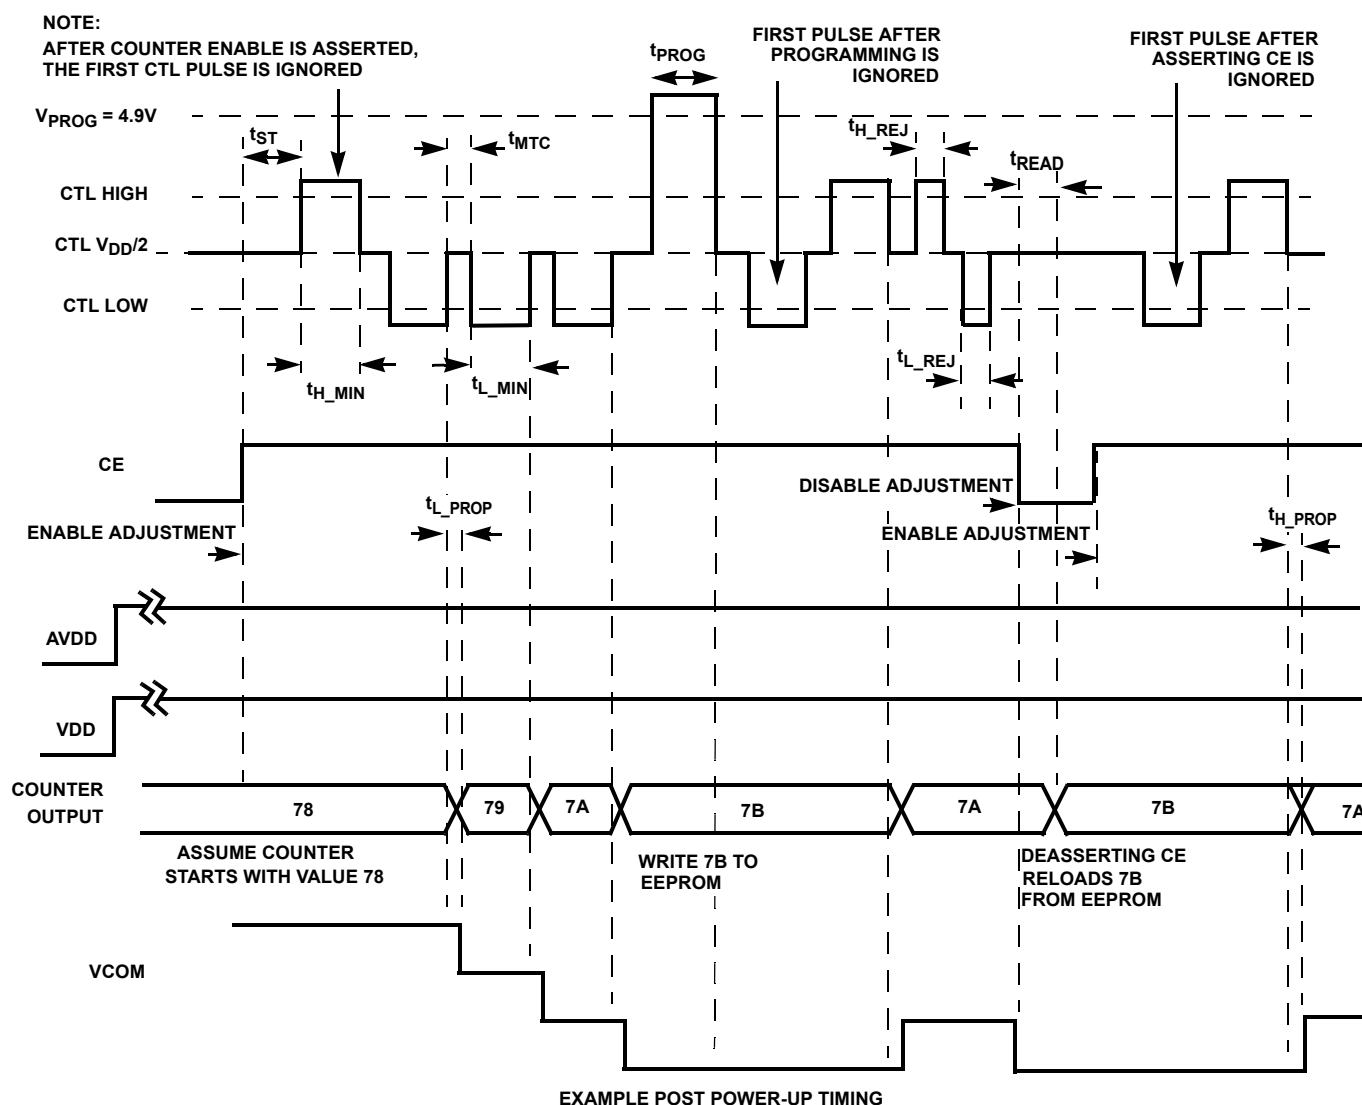 NOTE:
AFTER COUNTER ENABLE IS ASSERTED,
THE FIRST CTL PULSE IS IGNORED
tPROG
FIRST PULSE AFTER
PROGRAMMING IS
IGNORED
FIRST PULSE AFTER
ASSERTING CE IS
IGNORED
VPROG = 4.9V
tST
tMTC
tH_REJ
tREAD
CTL HIGH
CTL VDD/2
CTL LOW
tH_MIN
tL_MIN
tL_REJ
CE
DISABLE ADJUSTMENT
tL_PROP
tH_PROP
ENABLE ADJUSTMENT
ENABLE ADJUSTMENT
AVDD
VDD
COUNTER
OUTPUT
78
79
7A
7B
7A
7B
7A
ASSUME COUNTER
STARTS WITH VALUE 78
WRITE 7B TO
EEPROM
DEASSERTING CE
RELOADS 7B
FROM EEPROM
VCOM
EXAMPLE POST POWER-UP TIMING